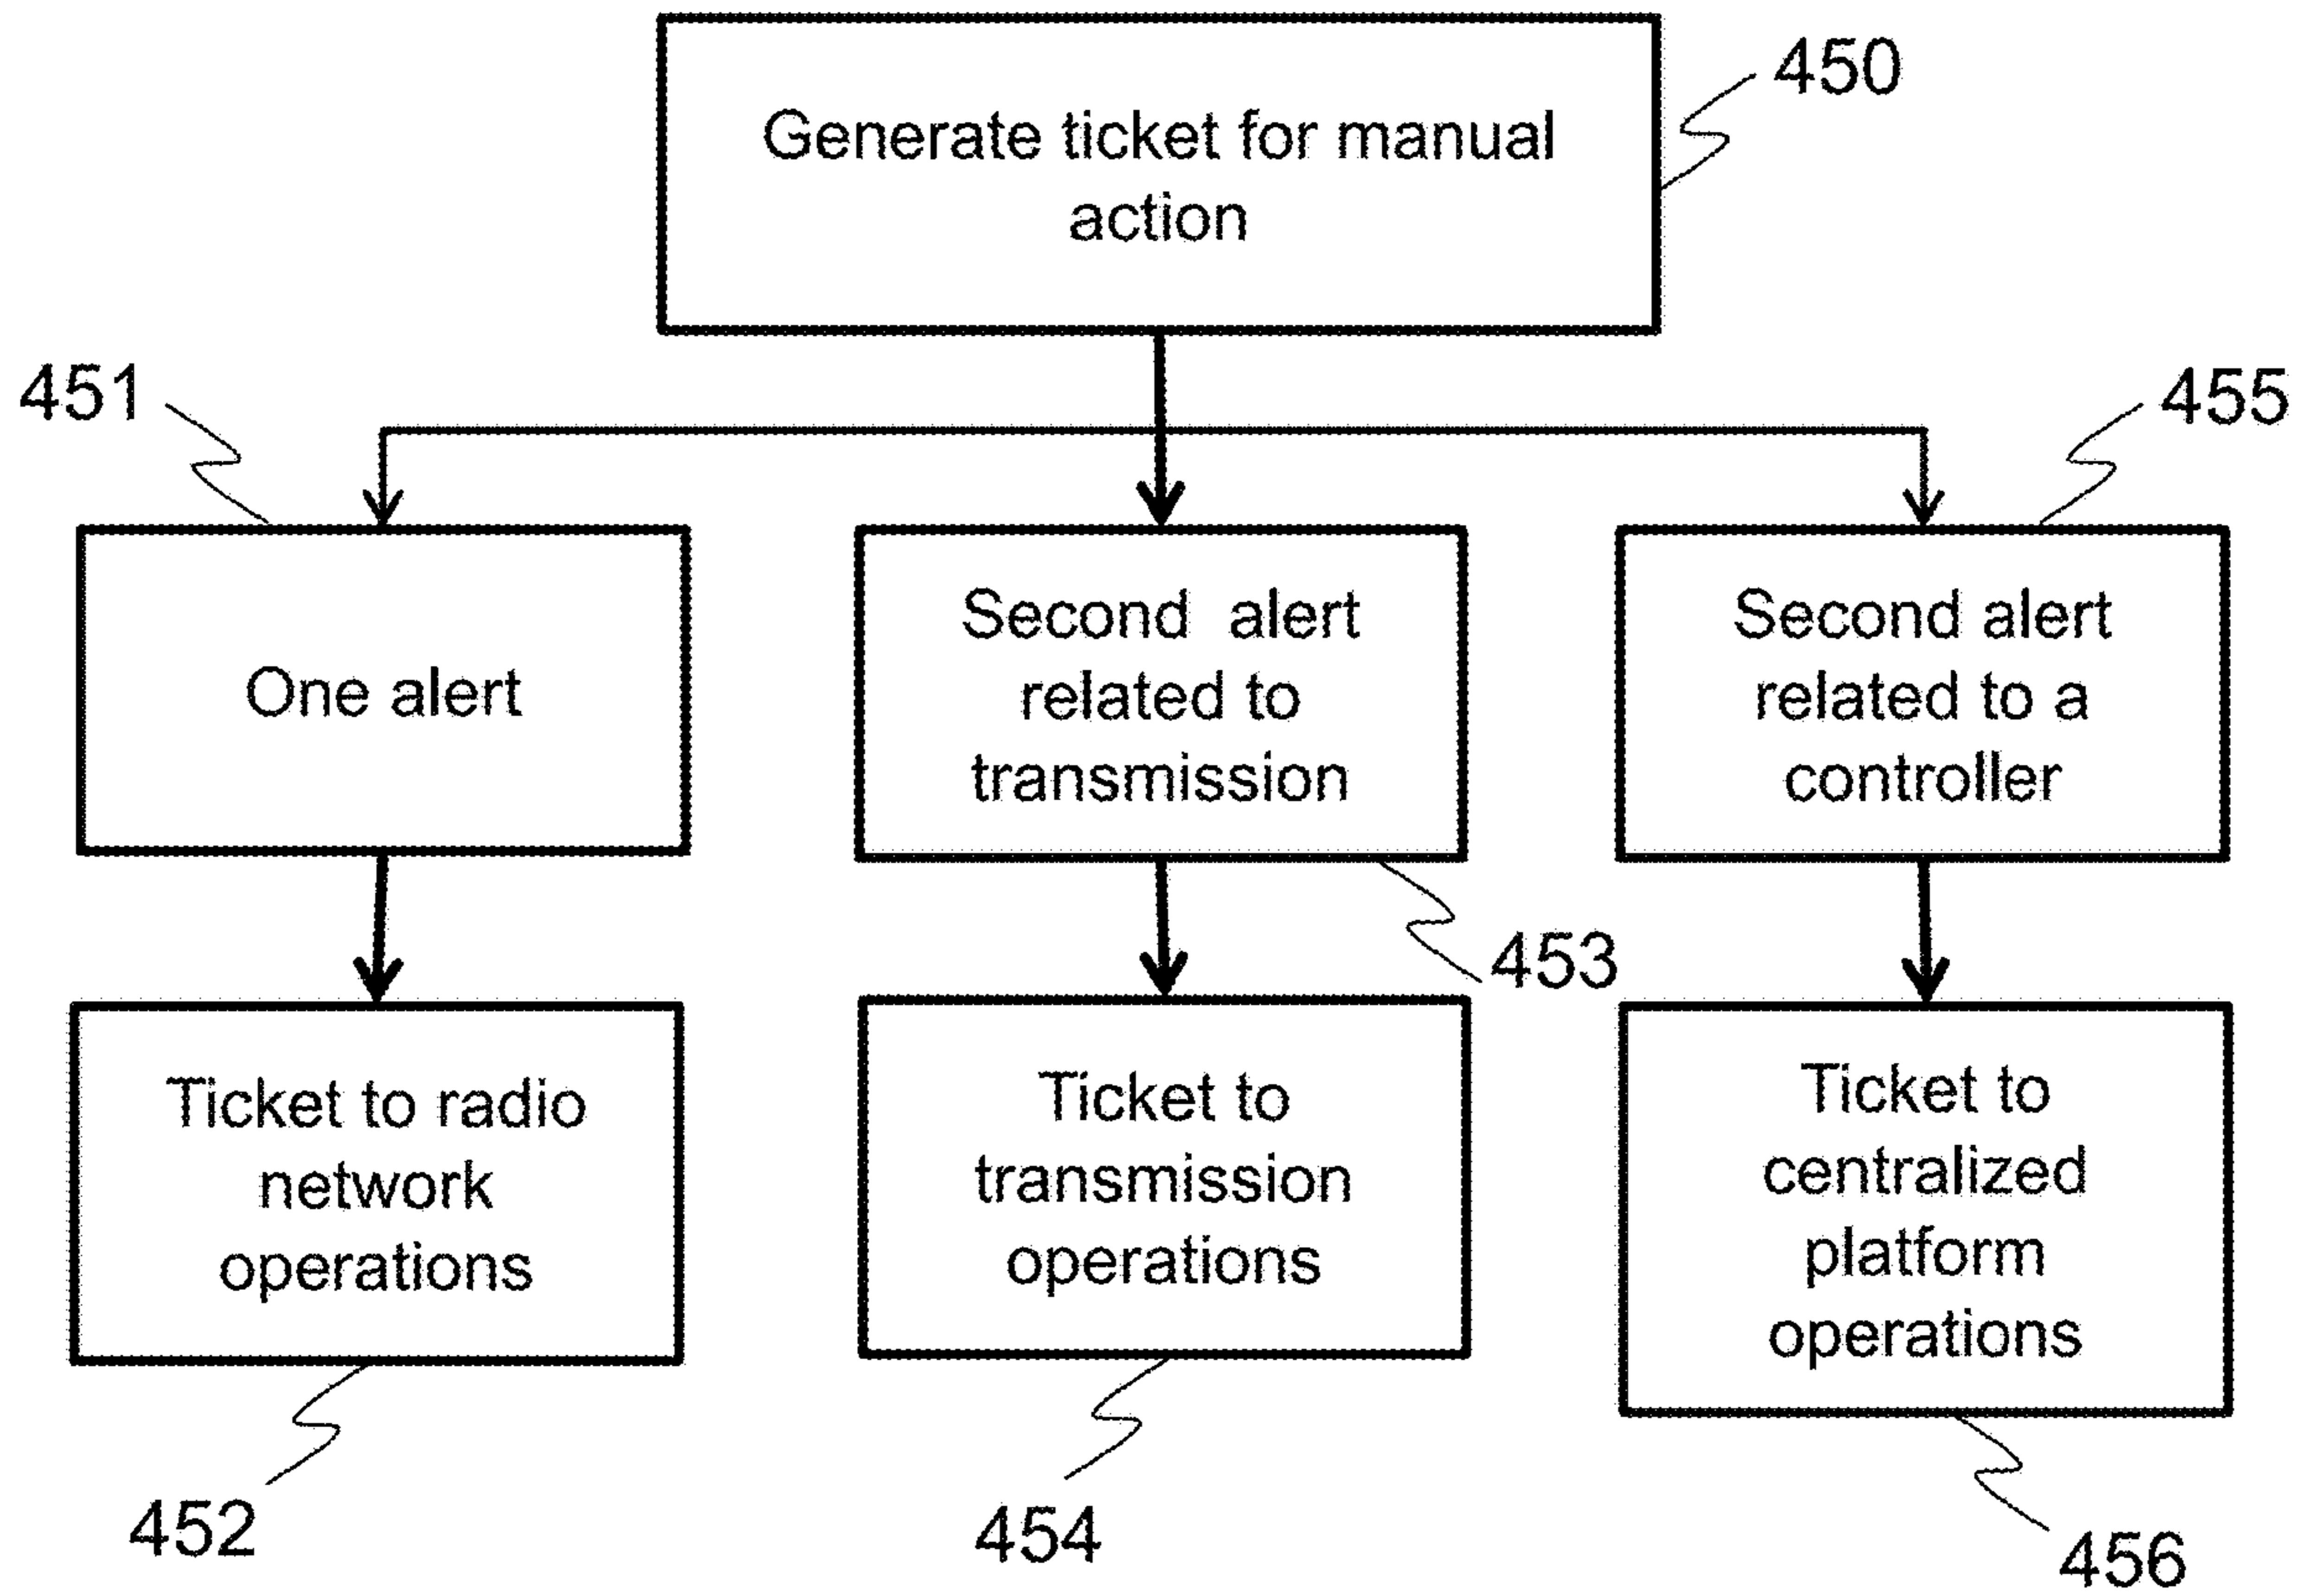 Generate ticket for manual
action
450
451
455
One alert
Second alert
related to
transmission
Second alert
related to a
controller
453
Ticket to radio
network
operations
Ticket to
transmission
operations
Ticket to
centralized
platform
operations
452
454
456